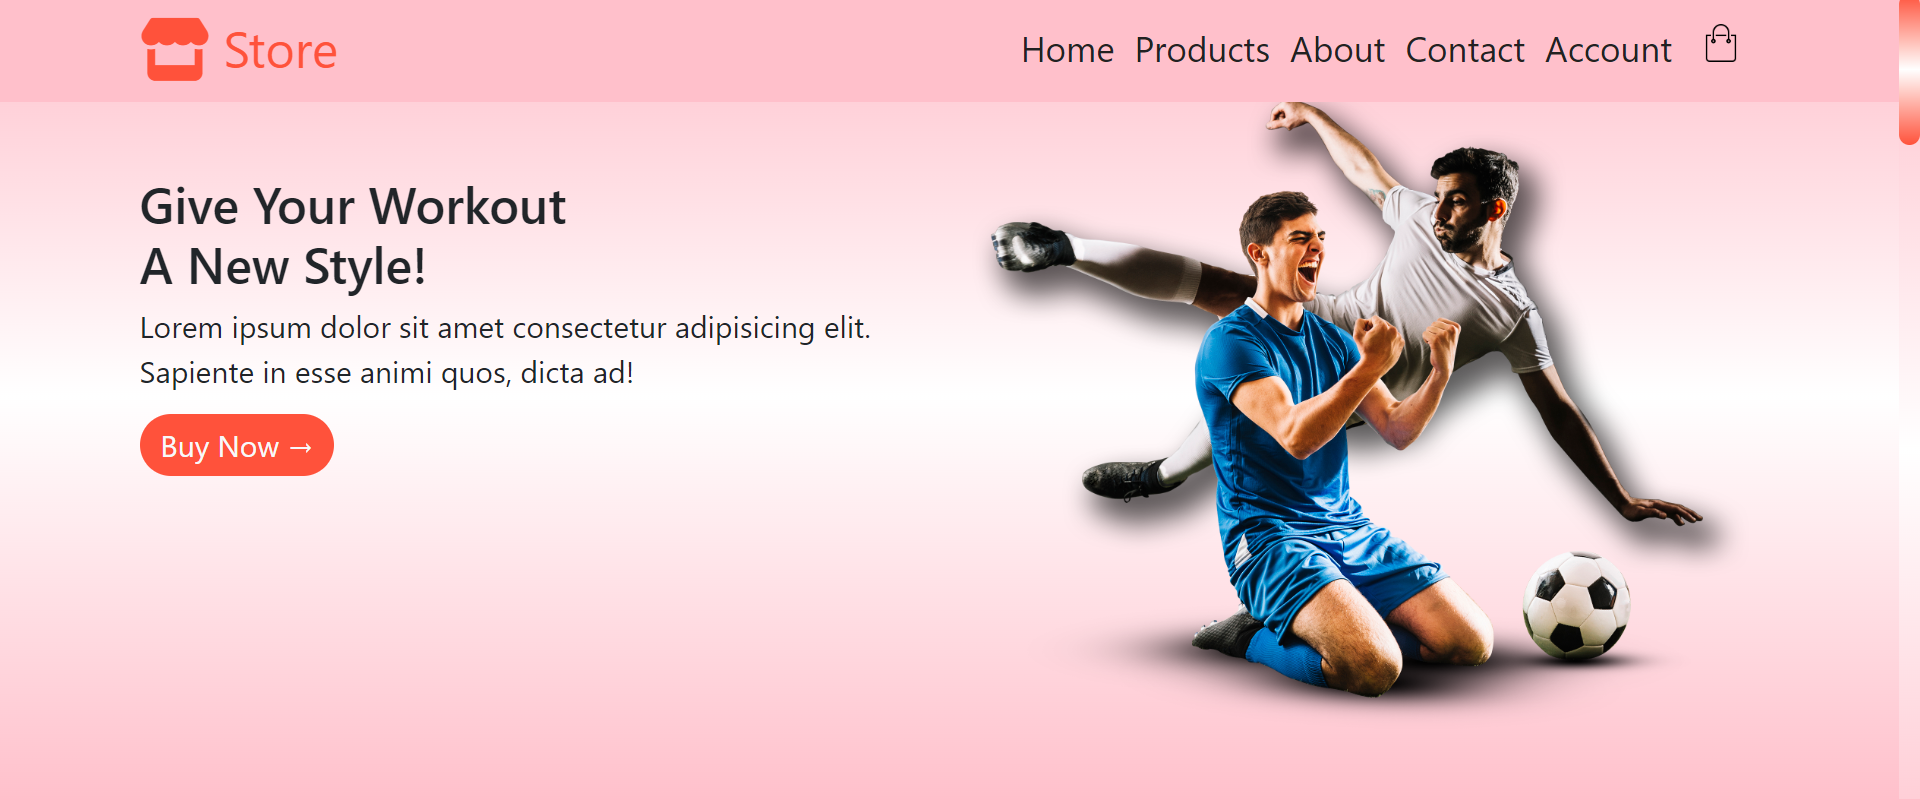 Store
Home Products About Contact Account
Give Your Workout
A New Style!
Lorem ipsum dolor sit amet consectetur adipisicing elit.
Sapiente in esse animi quos, dicta ad!
Buy Now →